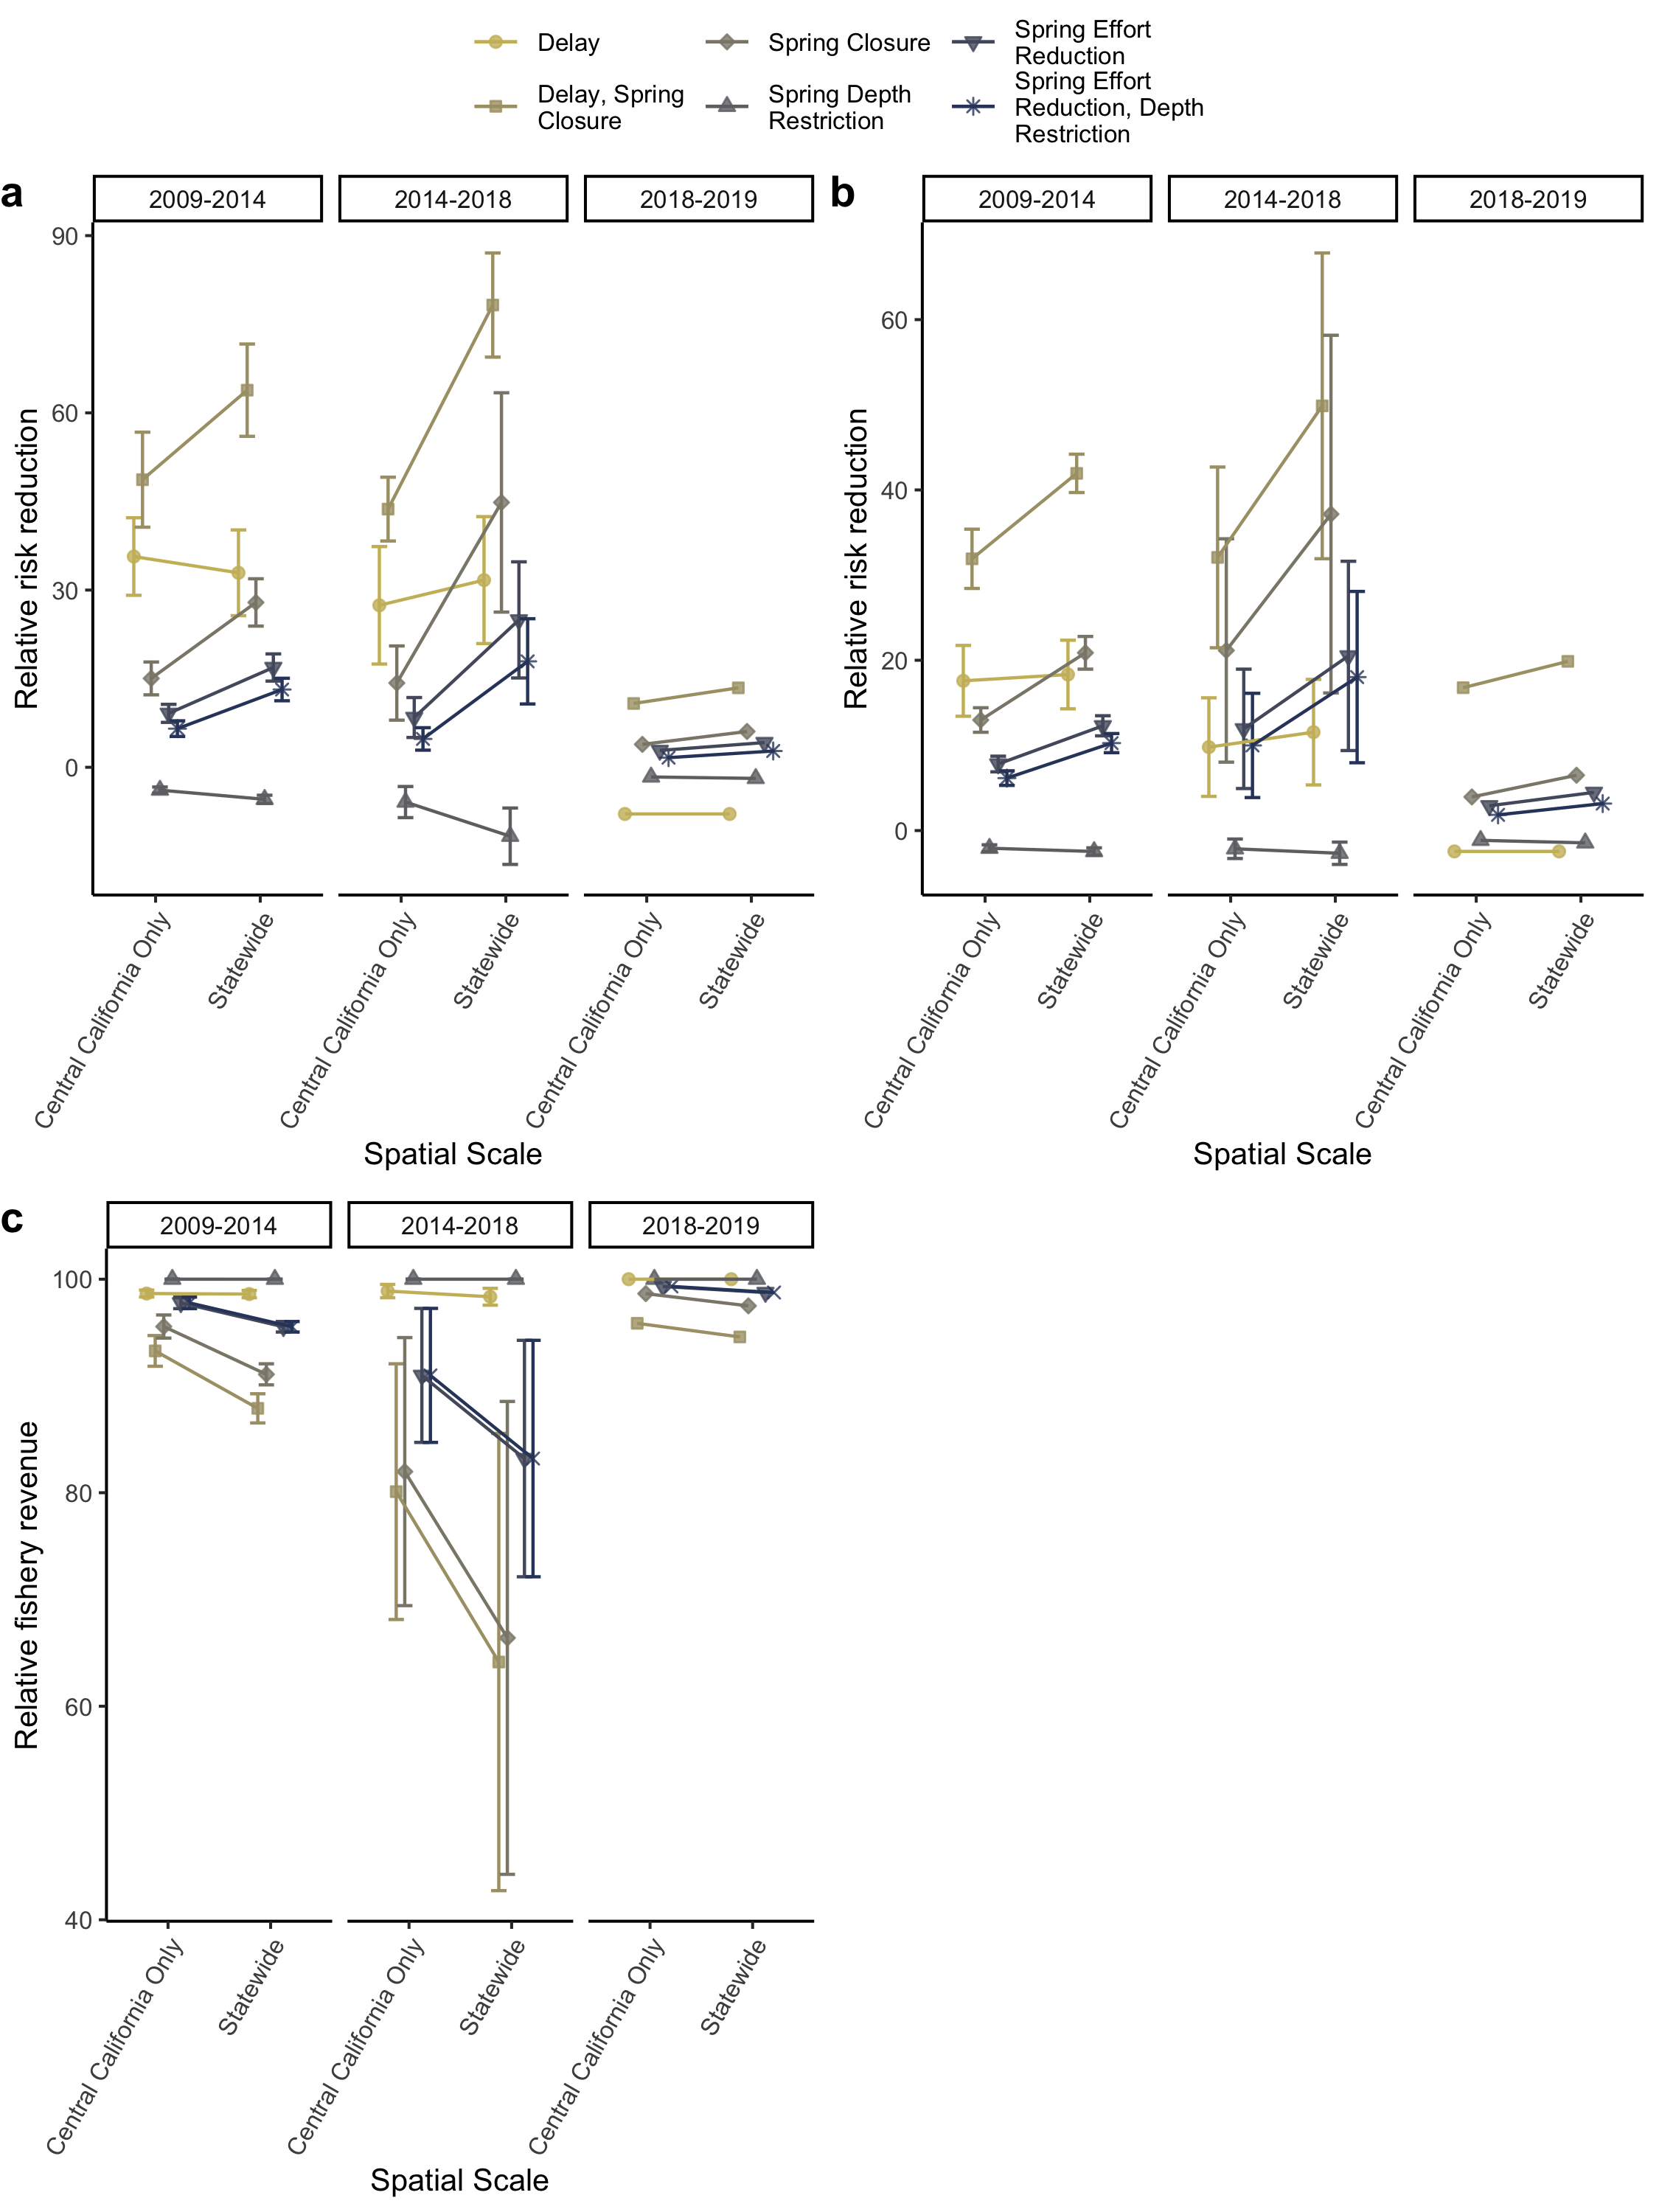 Delay
Spring Closure
Spring Effort
Reduction
Delay, Spring
Closure
Spring Depth
Restriction
Spring Effort
Reduction, Depth
Restriction
a
2009-2014
2014-2018
2018-2019
Relative risk reduction
90
60
30
0
Central California Only
Statewide
Central California Only
Statewide
Central California Only
Statewide
Spatial Scale
b
2009-2014
2014-2018
2018-2019
Relative risk reduction
60
40
20
0
Central California Only
Statewide
Central California Only
Statewide
Central California Only
Statewide
Spatial Scale
c
2009-2014
2014-2018
2018-2019
Relative fishery revenue
100
80
60
40
Central California Only
Statewide
Central California Only
Statewide
Central California Only
Statewide
Spatial Scale